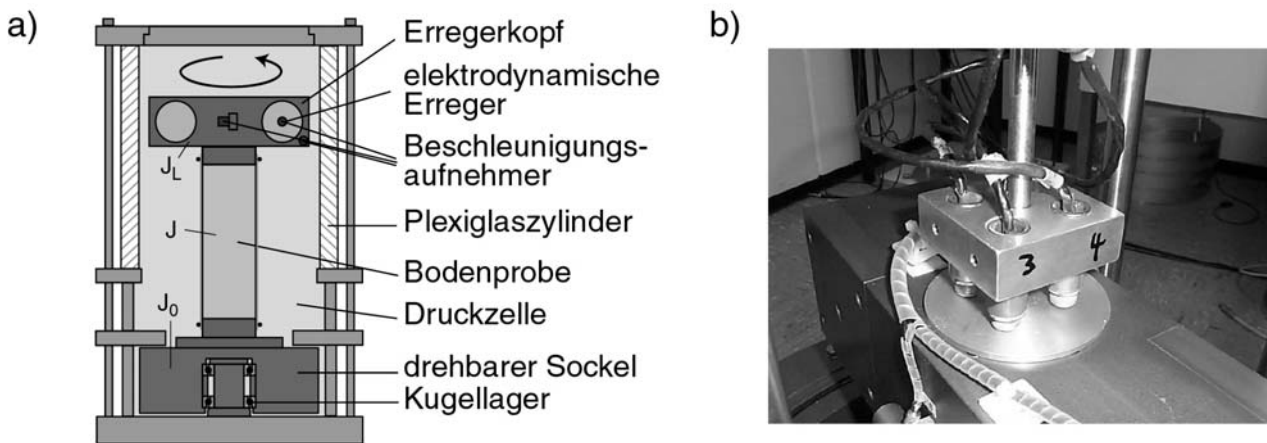 a)
Erregerkopf
elektrodynamische
Erreger
Beschleunigungs-
aufnehmer
Plexiglaszylinder
Bodenprobe
Druckzelle
drehbarer Sockel
Kugellager
J_L
J
J_0
b)
3
4